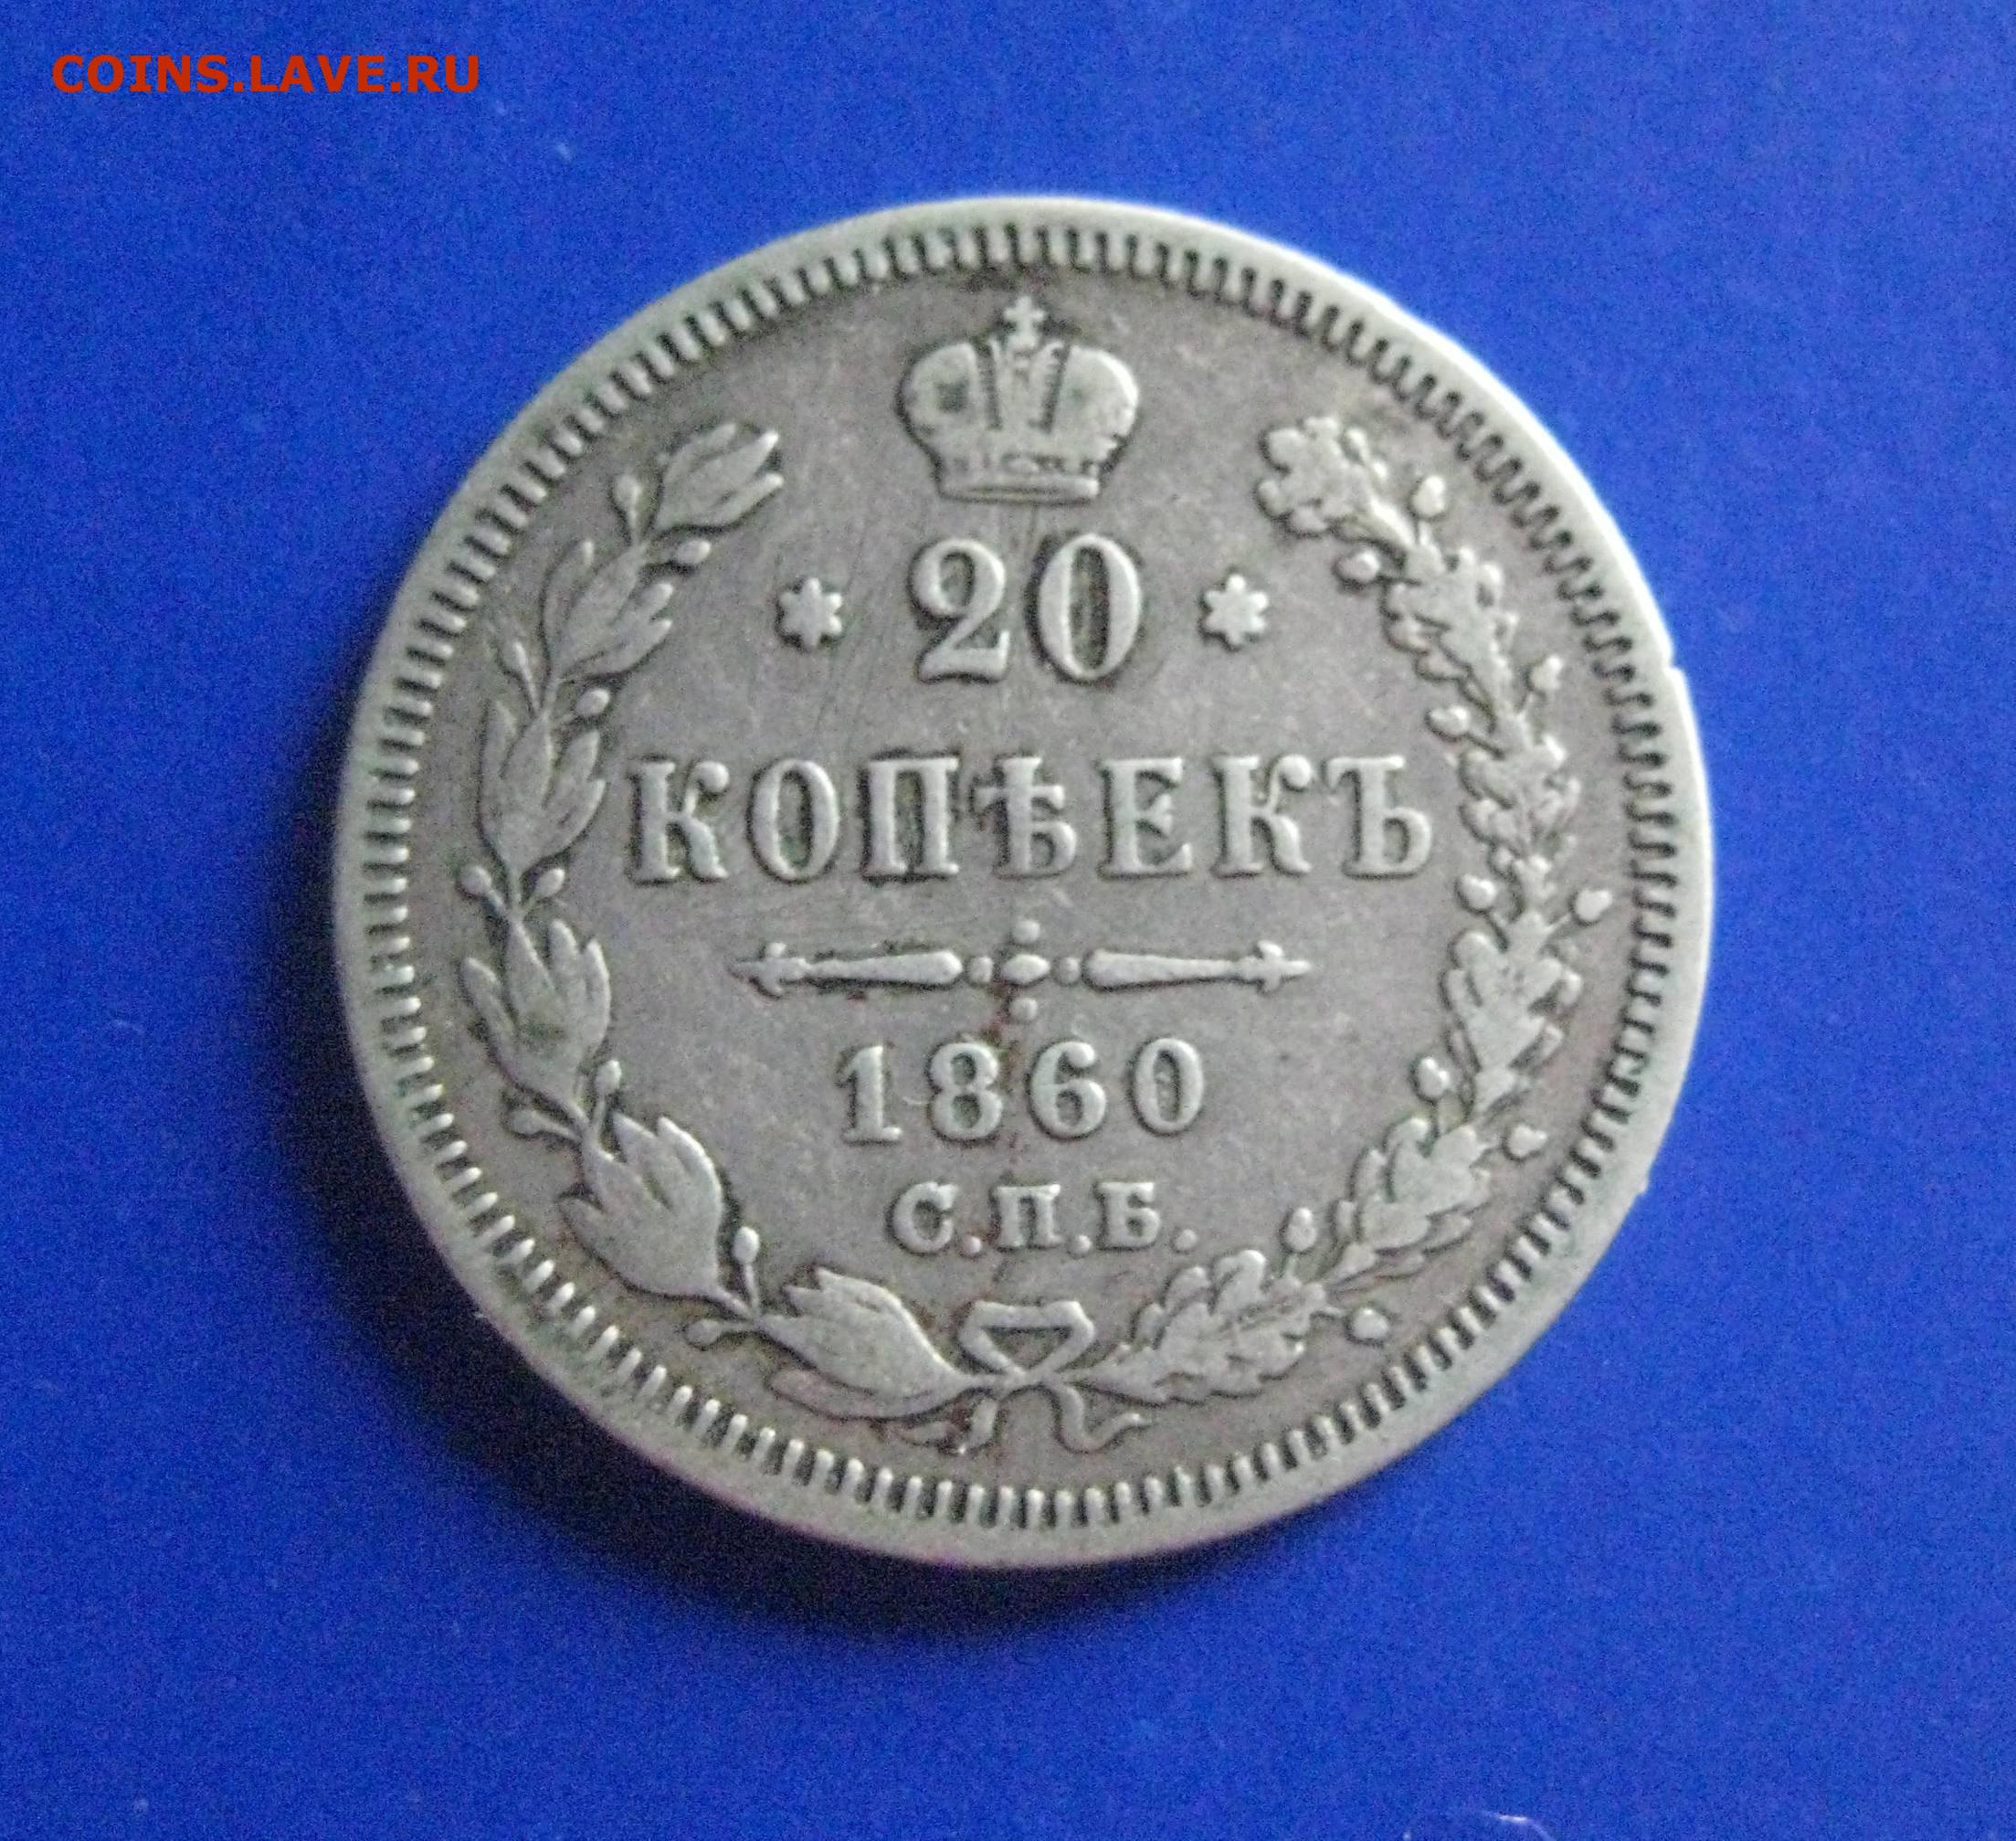 COINS.LAVE.RU
* 20 *
КОПѢЕКЪ
1860
С.П.Б.